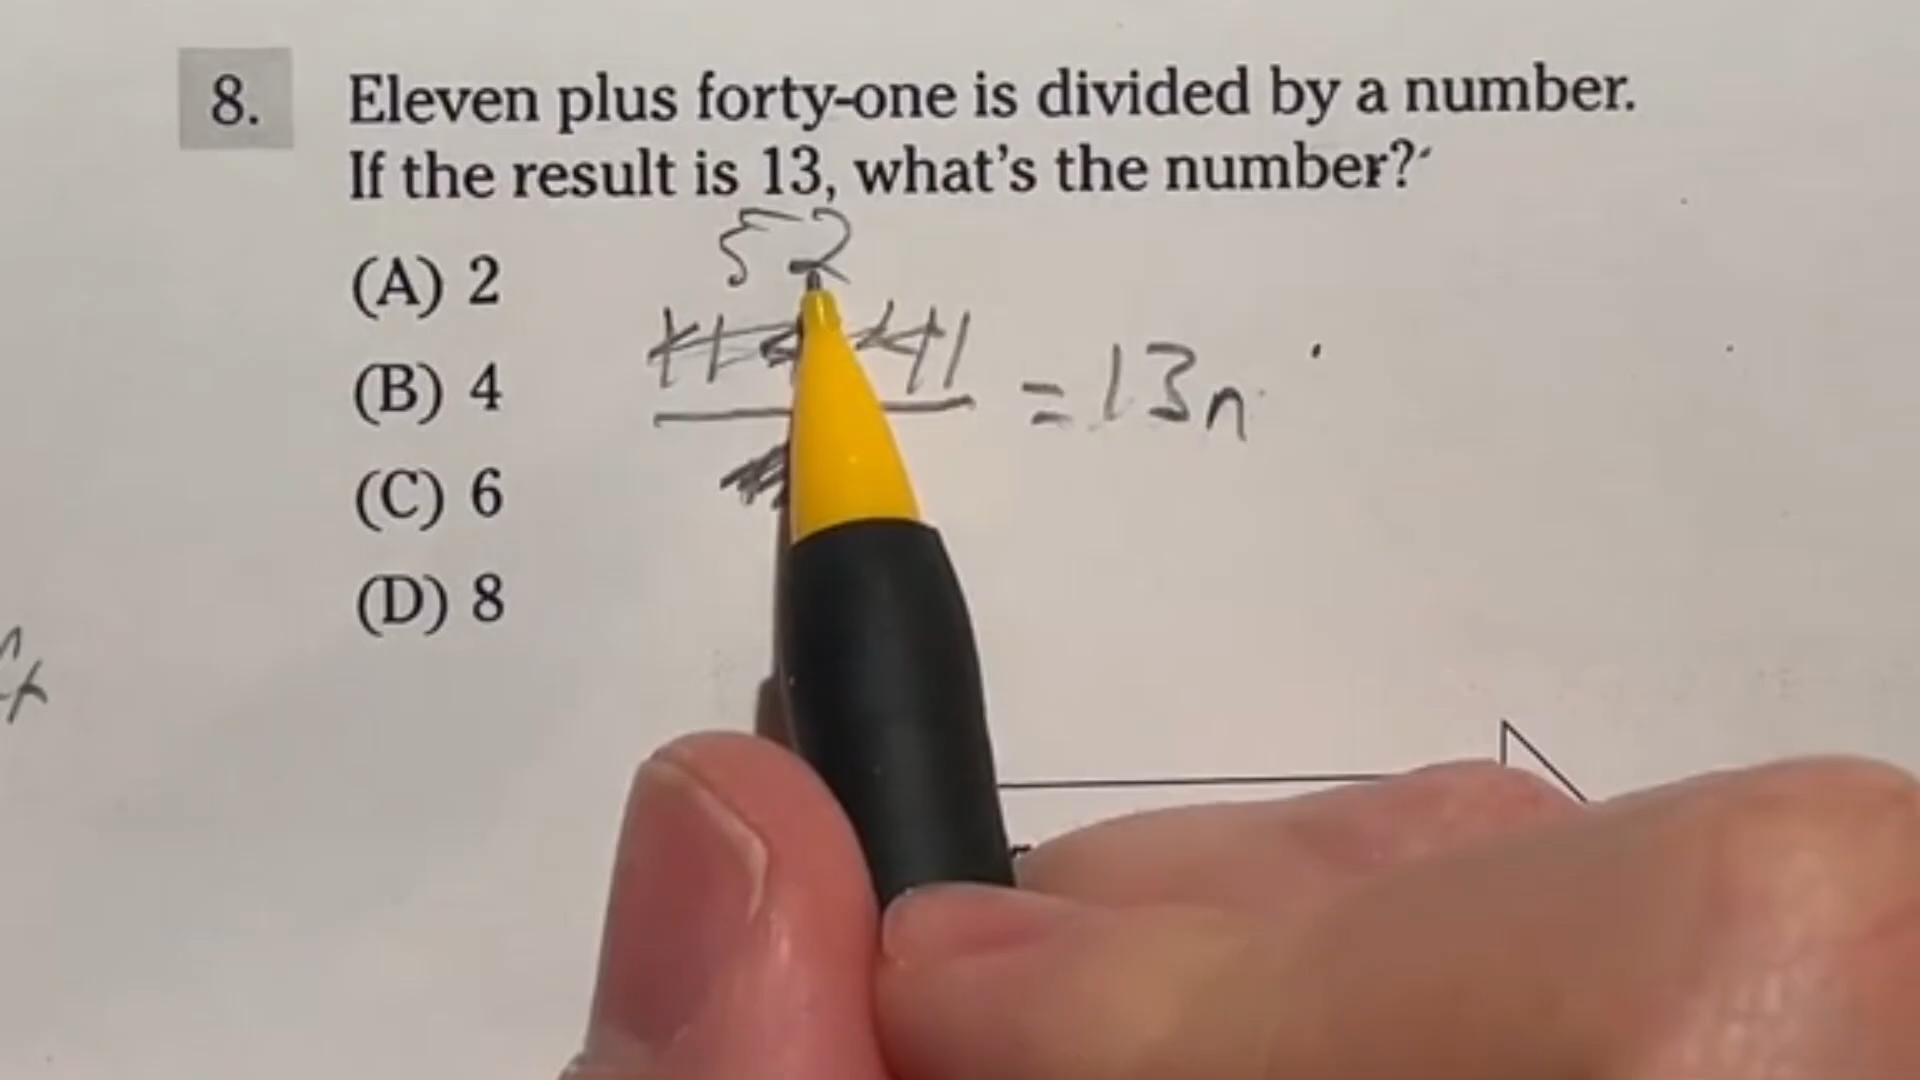 8. Eleven plus forty-one is divided by a number.
If the result is 13, what's the number?
(A) 2
(B) 4
(C) 6
(D) 8
52
= 13n